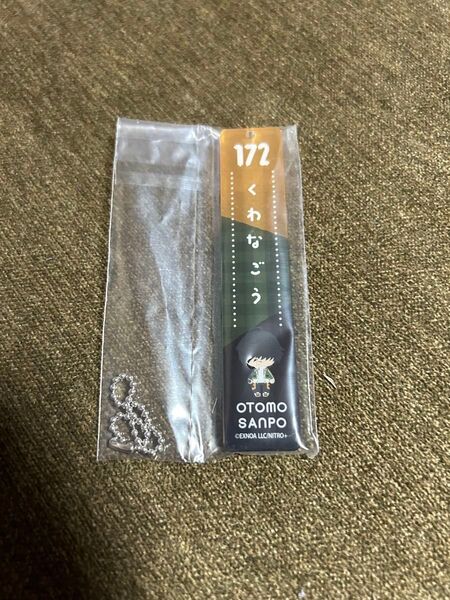 172
くわなごう
OTOMO
SANPO
©EXNOA LLC/NITRO+